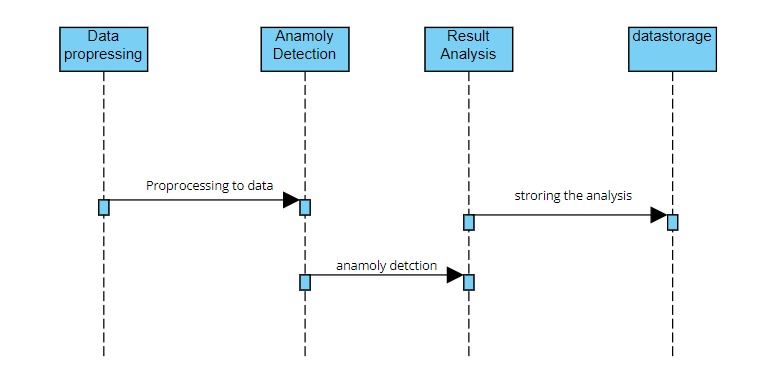 Data
propressing
Anamoly
Detection
Result
Analysis
datastorage
Proprocessing to data
stroring the analysis
anamoly detction